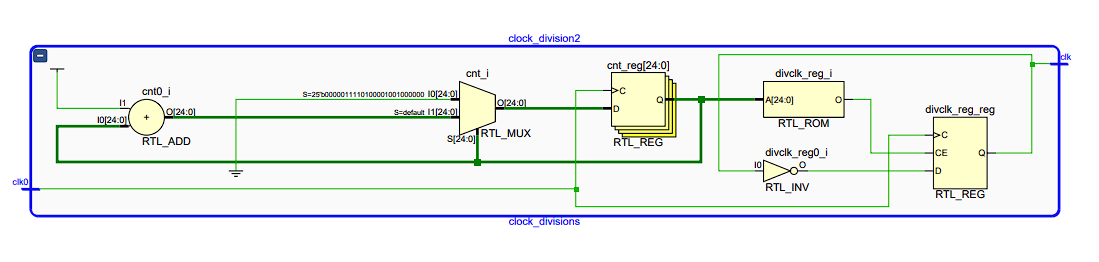 clock_division2
clk
cnt_reg[24:0]
cnt_i
divclk_reg_i
cnt0_i
S=25'b0000011110100001001000000 I0[24:0]
C
I1
O[24:0]
Q
A[24:0]
O
divclk_reg_reg
I0[24:0]
+
O[24:0]
S=default I1[24:0]
D
RTL_ROM
RTL_MUX
S[24:0]
RTL_ADD
RTL_REG
C
divclk_reg0_i
CE
Q
I0
O
D
clk0
RTL_INV
RTL_REG
clock_divisions